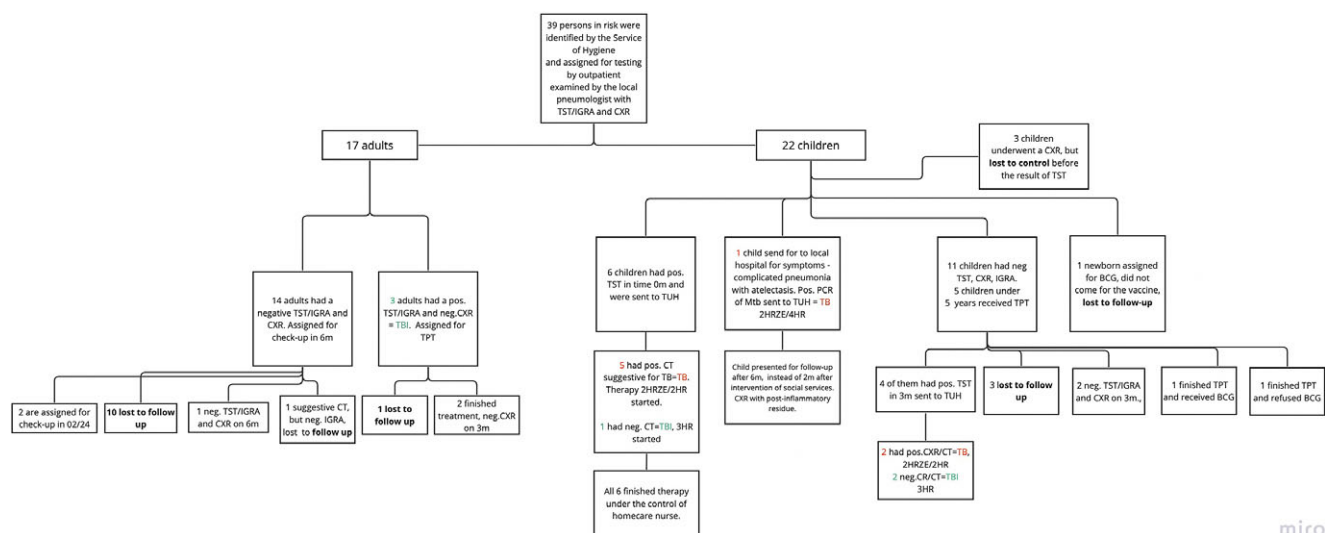 39 persons in risk were
identified by the Service
of Hygiene
and assigned for testing
by outpatient
examined by the local
pneumologist with
TST/IGRA and CXR
17 adults
22 children
3 children
underwent a CXR, but
lost to control before
the result of TST
14 adults had a
negative TST/IGRA and
CXR. Assigned for
check-up in 6m
3 adults had a pos.
TST/IGRA and neg.CXR
= TBI. Assigned for
TPT
6 children had pos.
TST in time 0m and
were sent to TUH
1 child send for to local
hospital for symptoms -
complicated pneumonia
with atelectasis. Pos. PCR
of Mtb sent to TUH = TB
2HRZE/4HR
11 children had neg
TST, CXR, IGRA.
5 children under
5 years received TPT
1 newborn assigned
for BCG, did not
come for the vaccine,
lost to follow-up
2 are assigned for
check-up in 02/24
10 lost to follow
up
1 neg. TST/IGRA
and CXR on 6m
1 suggestive CT,
but neg. IGRA,
lost to follow up
1 lost to
follow up
2 finished
treatment, neg.CXR
on 3m
5 had pos. CT
suggestive for TB=TB.
Therapy 2HRZE/2HR
started.
1 had neg. CT=TBI, 3HR
started
Child presented for follow-up
after 6m, instead of 2m after
intervention of social services.
CXR with post-inflammatory
residue.
4 of them had pos. TST
in 3m sent to TUH
3 lost to follow
up
2 neg. TST/IGRA
and CXR on 3m.,
1 finished TPT
and received BCG
1 finished TPT
and refused BCG
2 had pos.CXR/CT=TB,
2HRZE/2HR
2 neg.CR/CT=TBI
3HR
All 6 finished therapy
under the control of
homecare nurse.
miro